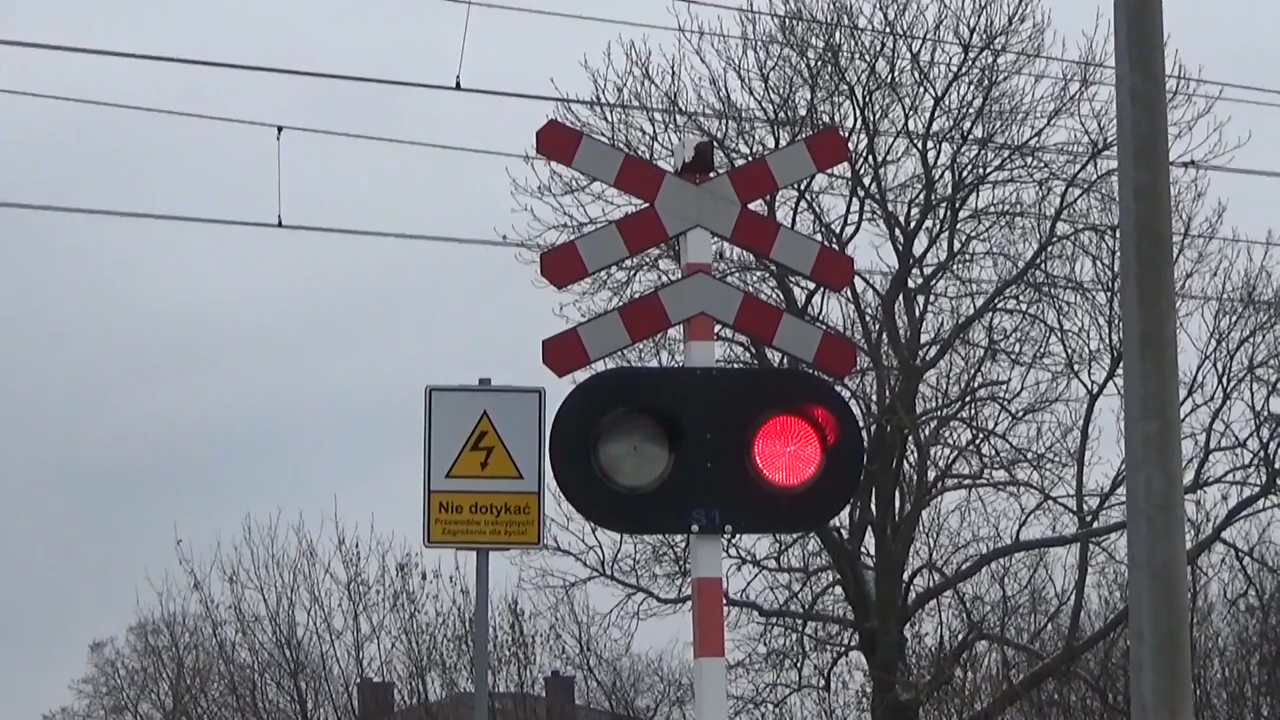 Nie dotykać
Przewodów trakcyjnych!
Zagrożenie dla życia!
S1